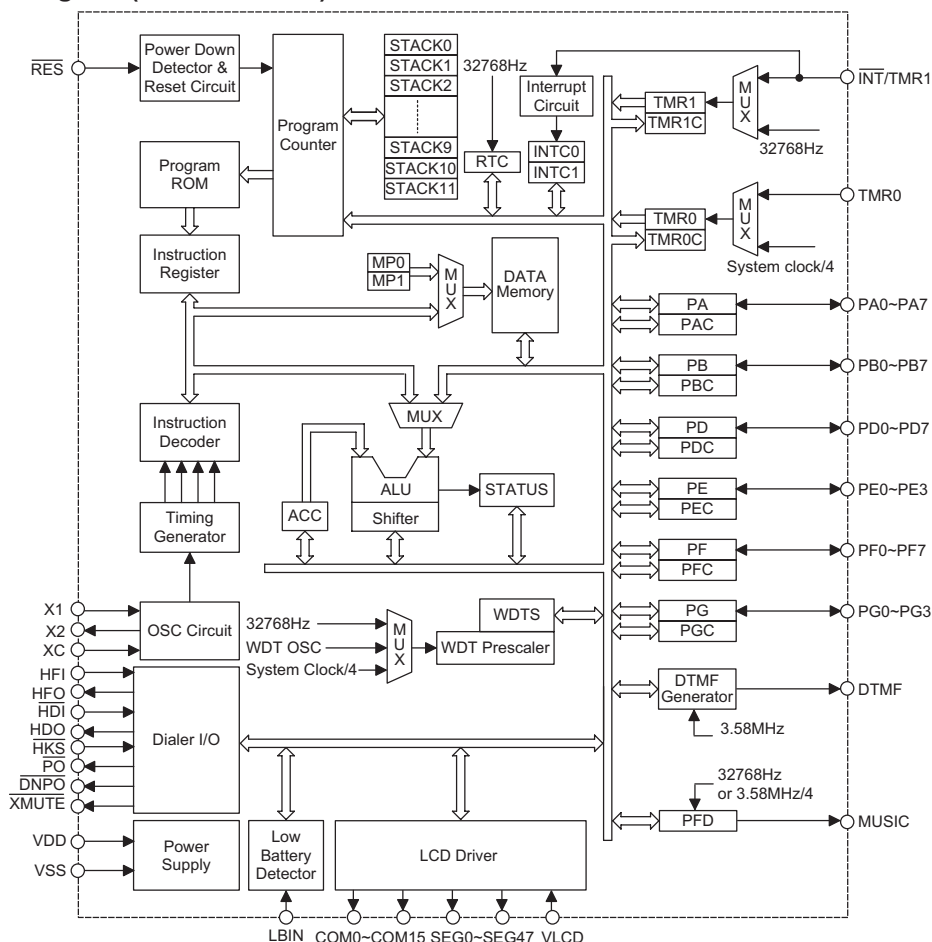 RES
Power Down
Detector &
Reset Circuit
Program
Counter
STACK0
STACK1
STACK2
STACK9
STACK10
STACK11
32768Hz
RTC
Interrupt
Circuit
INTC0
INTC1
TMR1
TMR1C
MUX
INT/TMR1
32768Hz
Program
ROM
TMR0
TMR0C
MUX
TMR0
System clock/4
Instruction
Register
MP0
MP1
MUX
DATA
Memory
PA
PAC
PA0~PA7
PB
PBC
PB0~PB7
MUX
Instruction
Decoder
PD
PDC
PD0~PD7
ALU
Shifter
STATUS
ACC
PE
PEC
PE0~PE3
Timing
Generator
PF
PFC
PF0~PF7
X1
X2
XC
OSC Circuit
32768Hz
WDT OSC
System Clock/4
MUX
WDTS
WDT Prescaler
PG
PGC
PG0~PG3
HFI
HFO
HDI
HDO
HKS
PO
DNPO
XMUTE
Dialer I/O
DTMF
Generator
DTMF
3.58MHz
32768Hz
or 3.58MHz/4
PFD
MUSIC
VDD
VSS
Power
Supply
Low
Battery
Detector
LCD Driver
LBIN
COM0~COM15
SEG0~SEG47
VLCD